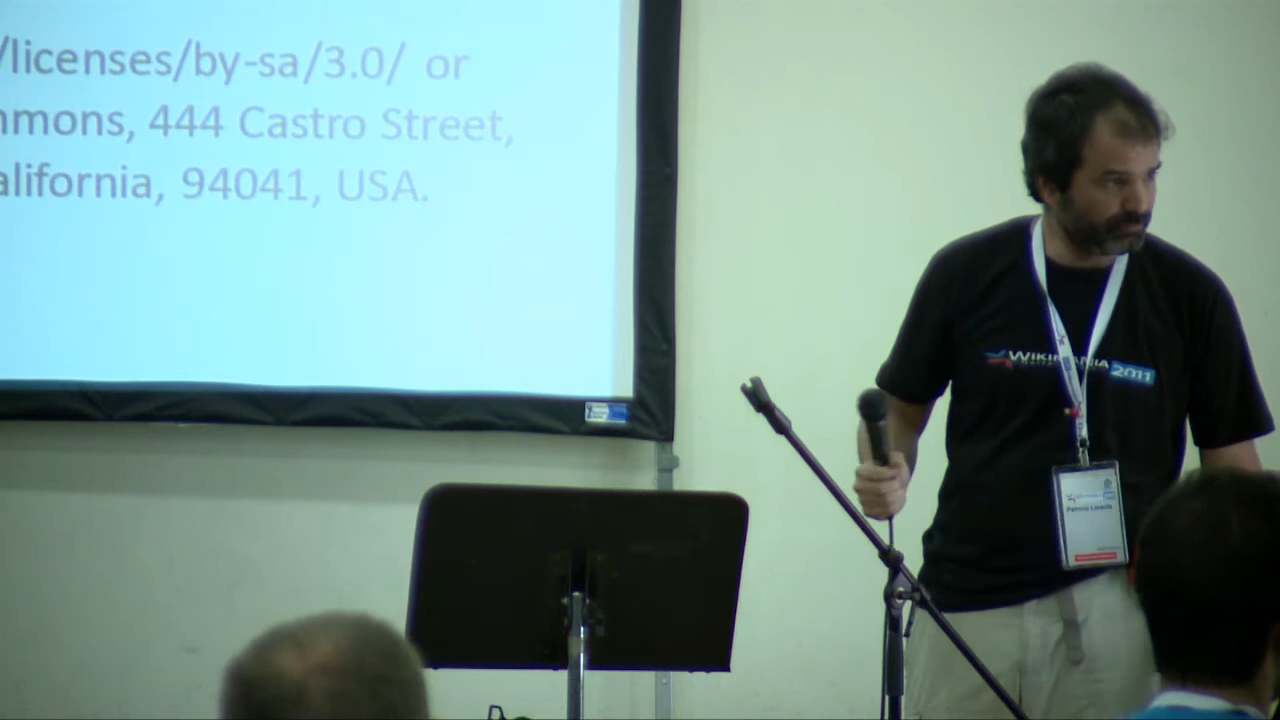 /licenses/by-sa/3.0/ or
mmons, 444 Castro Street,
alifornia, 94041, USA.
WIKIMANIA
2011